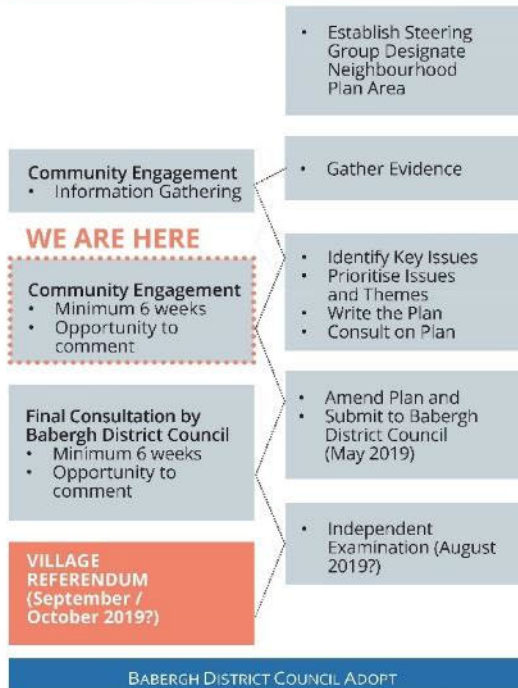 • Establish Steering
Group Designate
Neighbourhood
Plan Area
Community Engagement
• Information Gathering
• Gather Evidence
WE ARE HERE
Community Engagement
• Minimum 6 weeks
• Opportunity to
comment
• Identify Key Issues
• Prioritise Issues
and Themes
• Write the Plan
• Consult on Plan
Final Consultation by
Babergh District Council
• Minimum 6 weeks
• Opportunity to
comment
• Amend Plan and
• Submit to Babergh
District Council
(May 2019)
• Independent
Examination (August
2019?)
VILLAGE
REFERENDUM
(September /
October 2019?)
BABERGH DISTRICT COUNCIL ADOPT